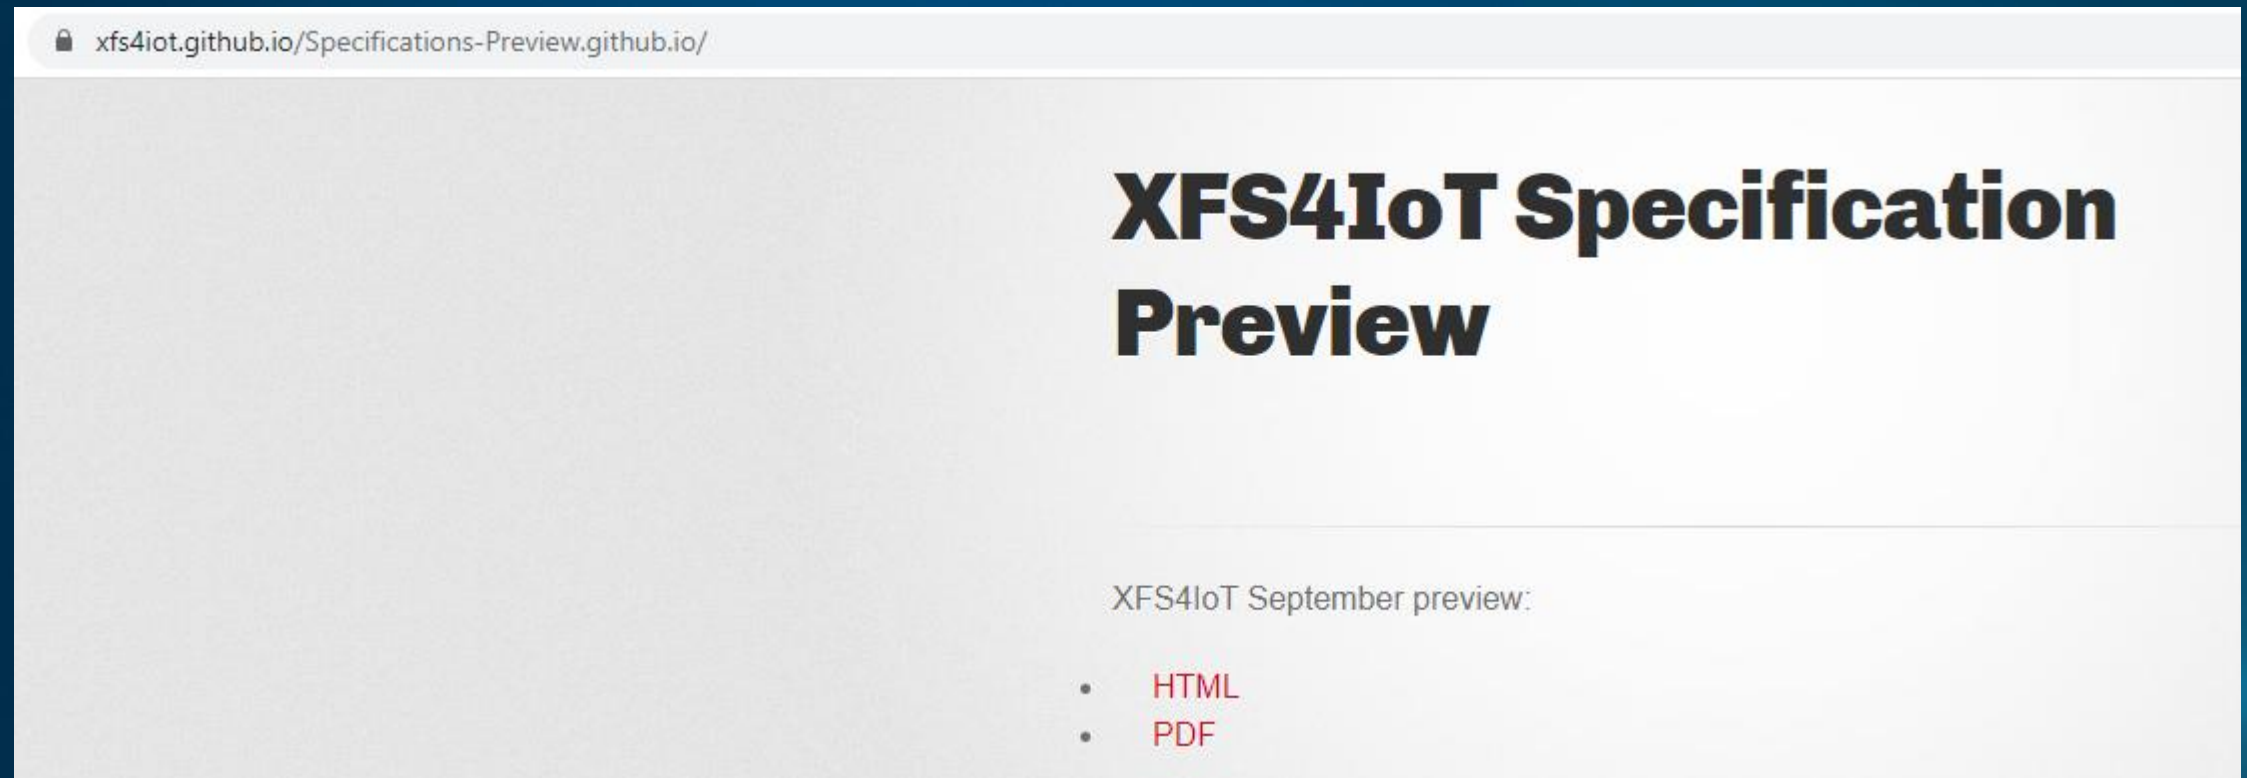 xfs4iot.github.io/Specifications-Preview.github.io/
XFS4IoT Specification
Preview
XFS4IoT September preview:
• HTML
• PDF